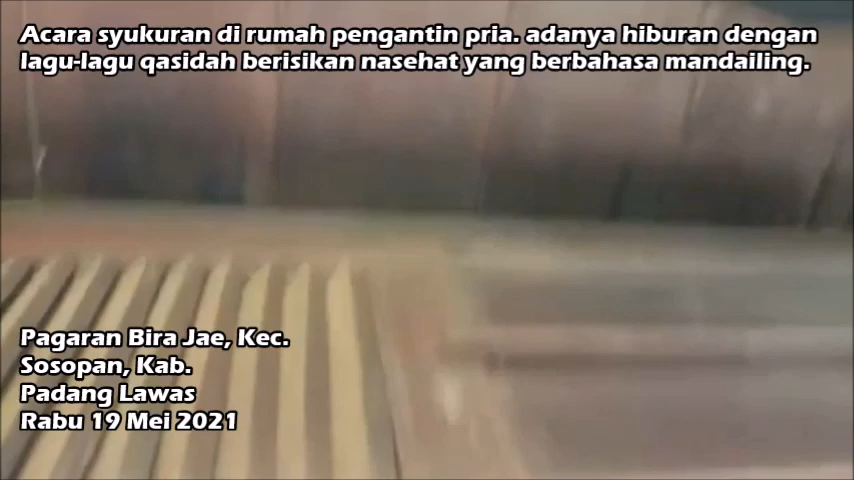 Acara syukuran di rumah pengantin pria. adanya hiburan dengan
lagu-lagu qasidah berisikan nasehat yang berbahasa mandailing.
Pagaran Bira Jae, Kec.
Sosopan, Kab.
Padang Lawas
Rabu 19 Mei 2021